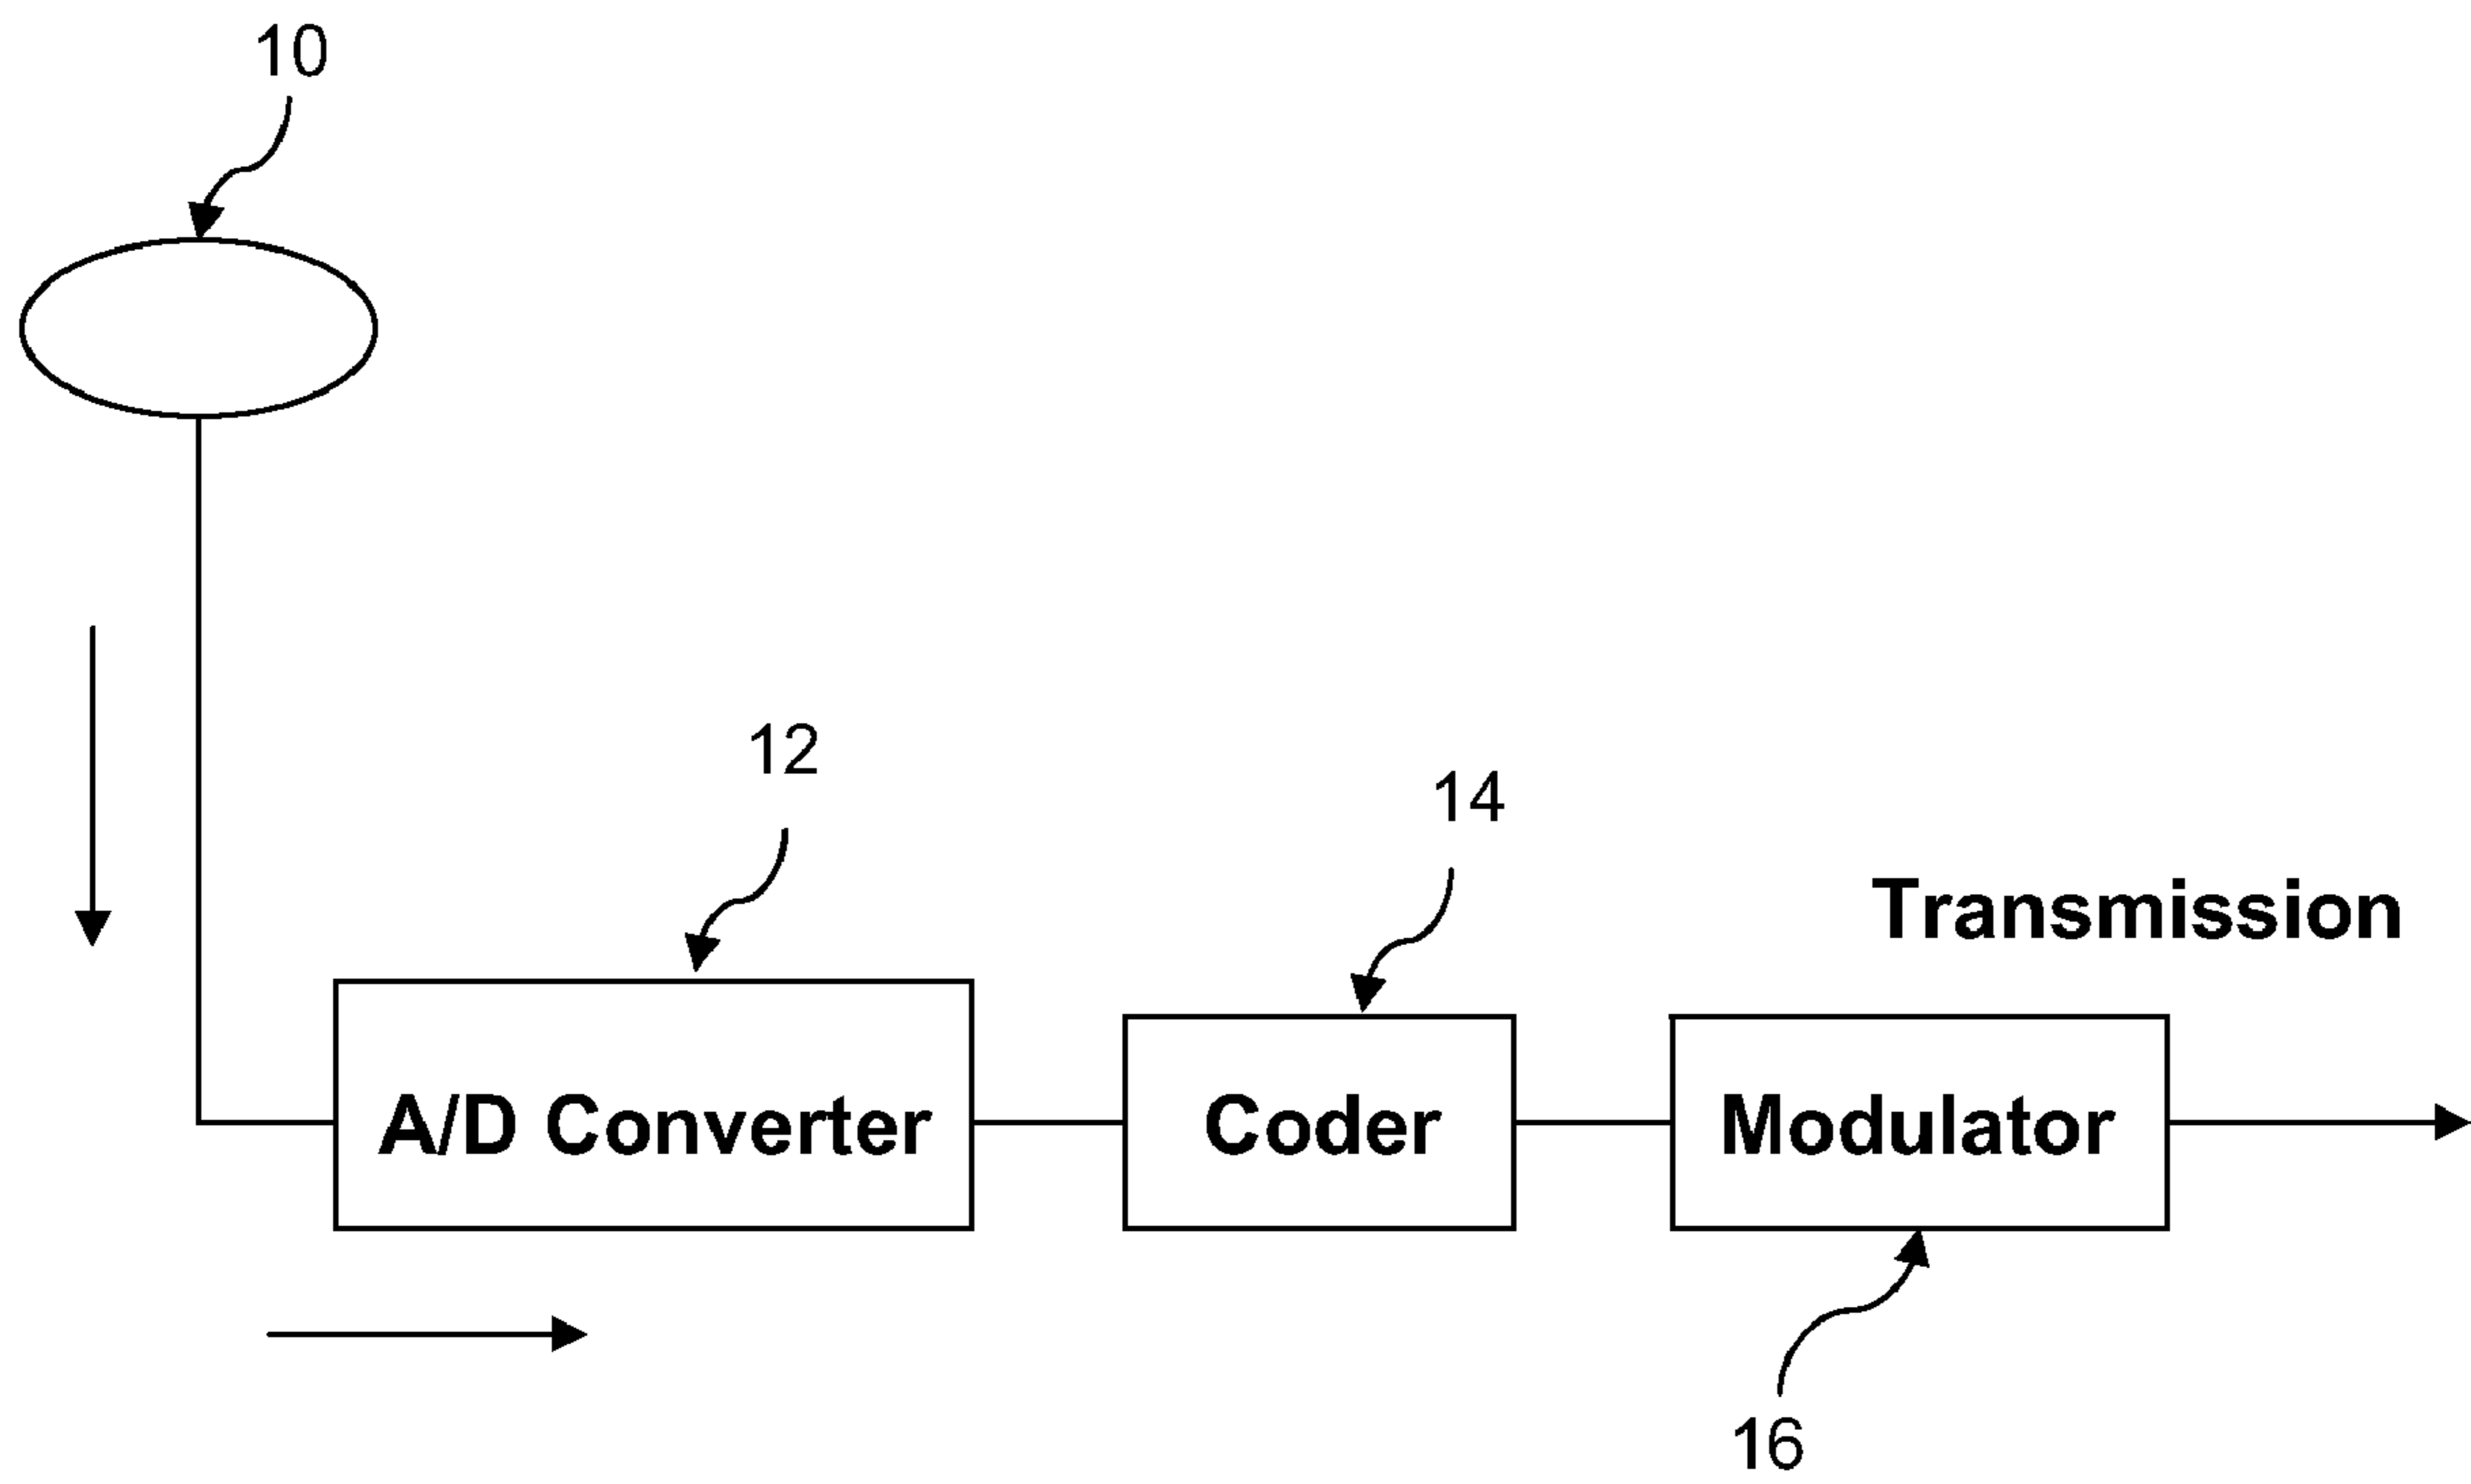 10
12
14
Transmission
A/D Converter
Coder
Modulator
16